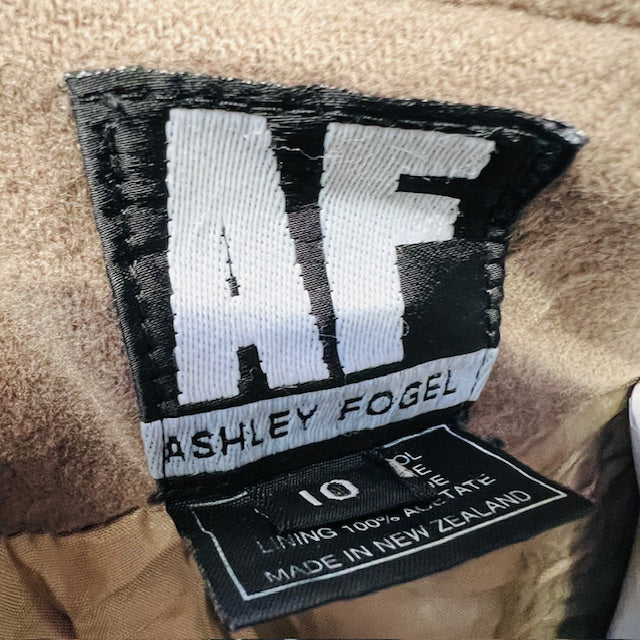 AF
ASHLEY FOGEL
10
LINING 100% ACETATE
MADE IN NEW ZEALAND